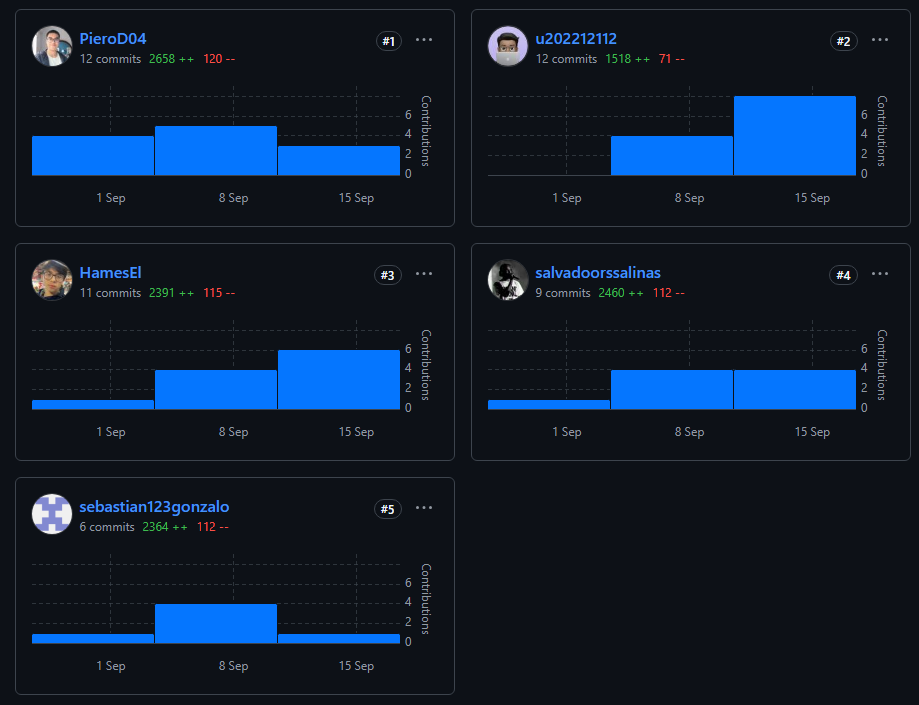 PieroD04 #1 ···
12 commits 2658 ++ 120 --
6
4
2
0
Contributions
1 Sep 8 Sep 15 Sep
u202212112 #2 ···
12 commits 1518 ++ 71 --
6
4
2
0
Contributions
1 Sep 8 Sep 15 Sep
HamesEl #3 ···
11 commits 2391 ++ 115 --
6
4
2
0
Contributions
1 Sep 8 Sep 15 Sep
salvadoorssalinas #4 ···
9 commits 2460 ++ 112 --
6
4
2
0
Contributions
1 Sep 8 Sep 15 Sep
sebastian123gonzalo #5 ···
6 commits 2364 ++ 112 --
6
4
2
0
Contributions
1 Sep 8 Sep 15 Sep